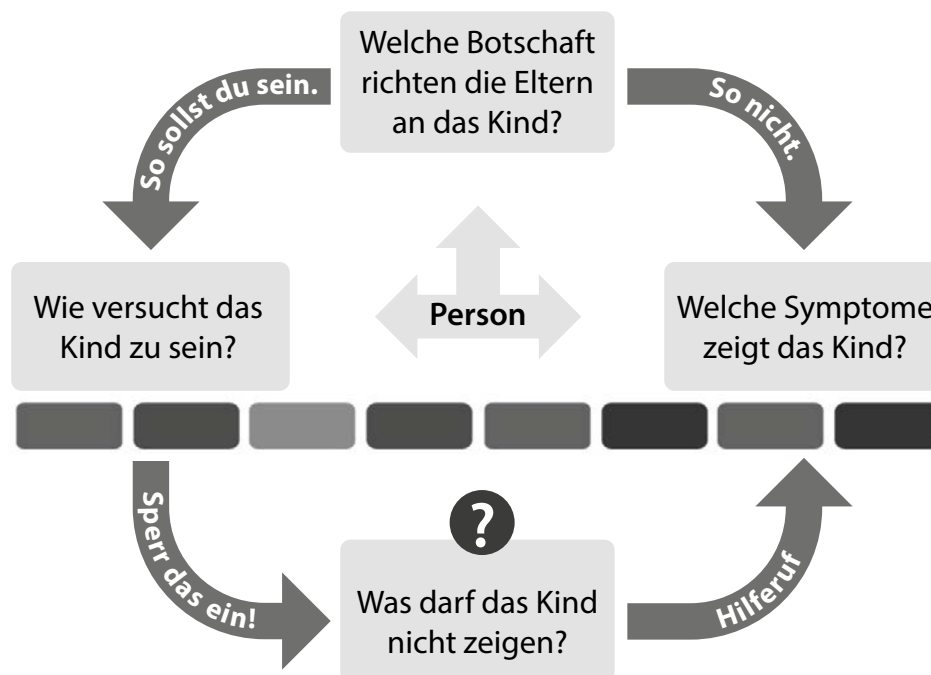 Welche Botschaft
richten die Eltern
an das Kind?
So sollst du sein.
So nicht.
Wie versucht das
Kind zu sein?
Person
Welche Symptome
zeigt das Kind?
Sperr das ein!
?
Was darf das Kind
nicht zeigen?
Hilferuf